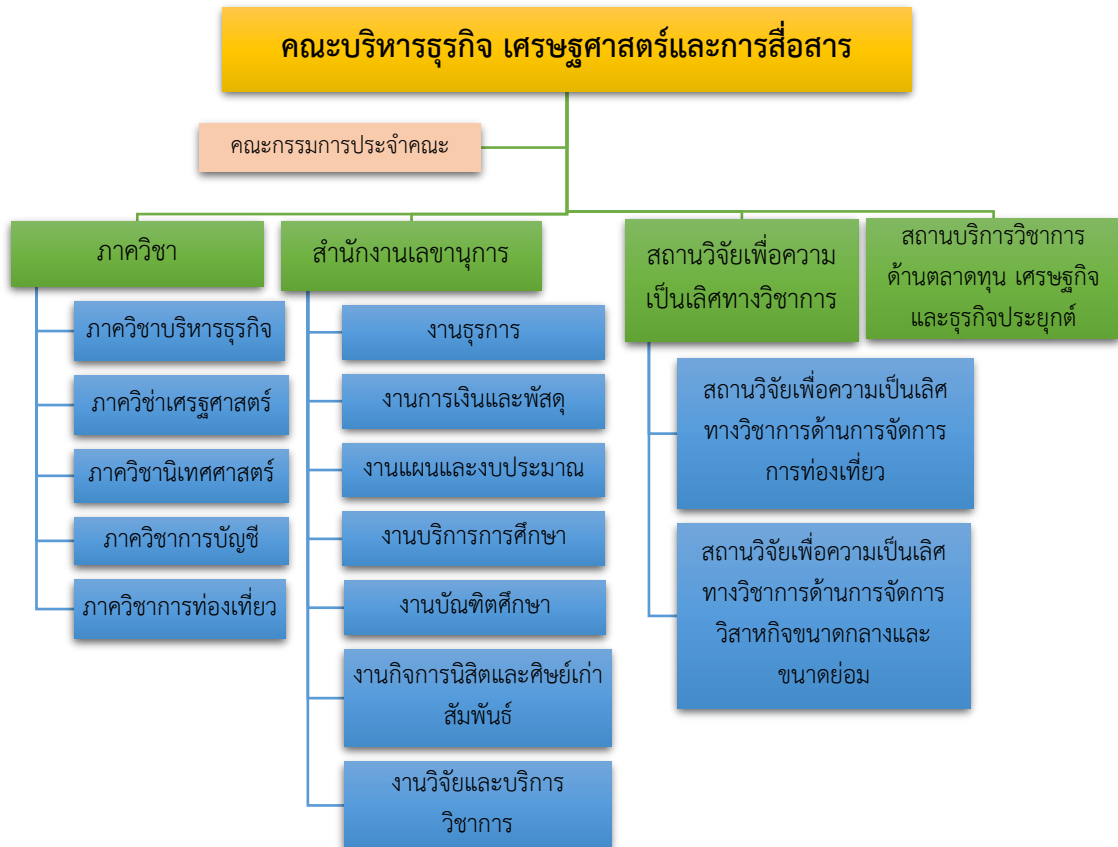 คณะบริหารธุรกิจ เศรษฐศาสตร์และการสื่อสาร
คณะกรรมการประจำคณะ
ภาควิชา
ภาควิชาบริหารธุรกิจ
ภาควิช่าเศรษฐศาสตร์
ภาควิชานิเทศศาสตร์
ภาควิชาการบัญชี
ภาควิชาการท่องเที่ยว
สำนักงานเลขานุการ
งานธุรการ
งานการเงินและพัสดุ
งานแผนและงบประมาณ
งานบริการการศึกษา
งานบัณฑิตศึกษา
งานกิจการนิสิตและศิษย์เก่า
สัมพันธ์
งานวิจัยและบริการ
วิชาการ
สถานวิจัยเพื่อความ
เป็นเลิศทางวิชาการ
สถานวิจัยเพื่อความเป็นเลิศ
ทางวิชาการด้านการจัดการ
การท่องเที่ยว
สถานวิจัยเพื่อความเป็นเลิศ
ทางวิชาการด้านการจัดการ
วิสาหกิจขนาดกลางและ
ขนาดย่อม
สถานบริการวิชาการ
ด้านตลาดทุน เศรษฐกิจ
และธุรกิจประยุกต์